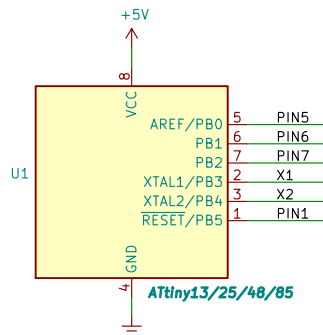 +5V
8
VCC
AREF/PB0 5 PIN5
PB1 6 PIN6
PB2 7 PIN7
U1
XTAL1/PB3 2 X1
XTAL2/PB4 3 X2
RESET/PB5 1 PIN1
GND
4
ATtiny13/25/48/85